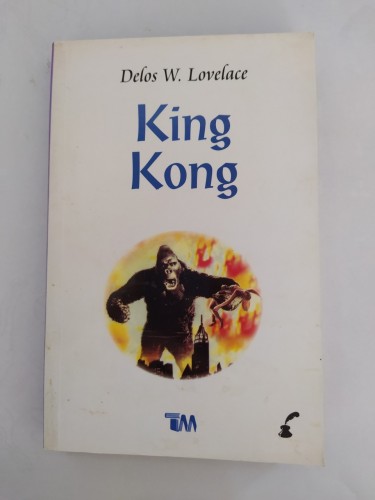 Delos W. Lovelace
King
Kong
TM